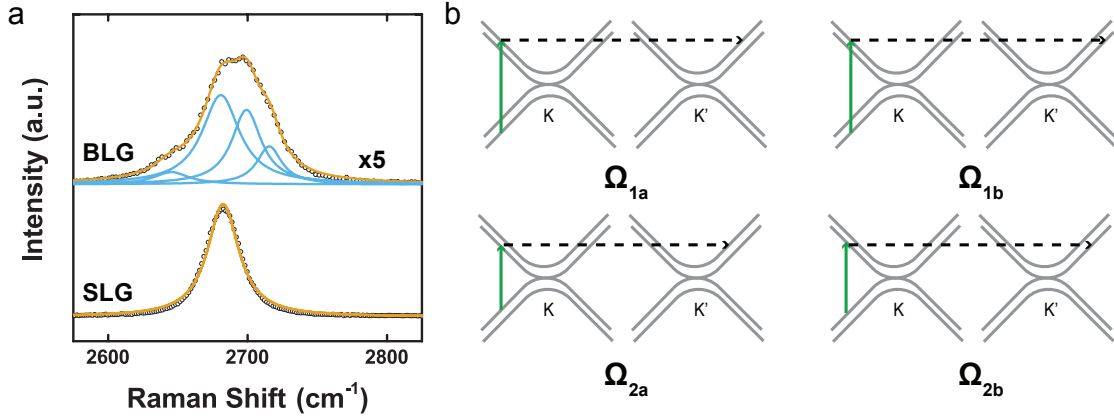 a
Intensity (a.u.)
BLG
x5
SLG
2600 2700 2800
Raman Shift (cm⁻¹)
b
K K'
Ω1a
K K'
Ω1b
K K'
Ω2a
K K'
Ω2b